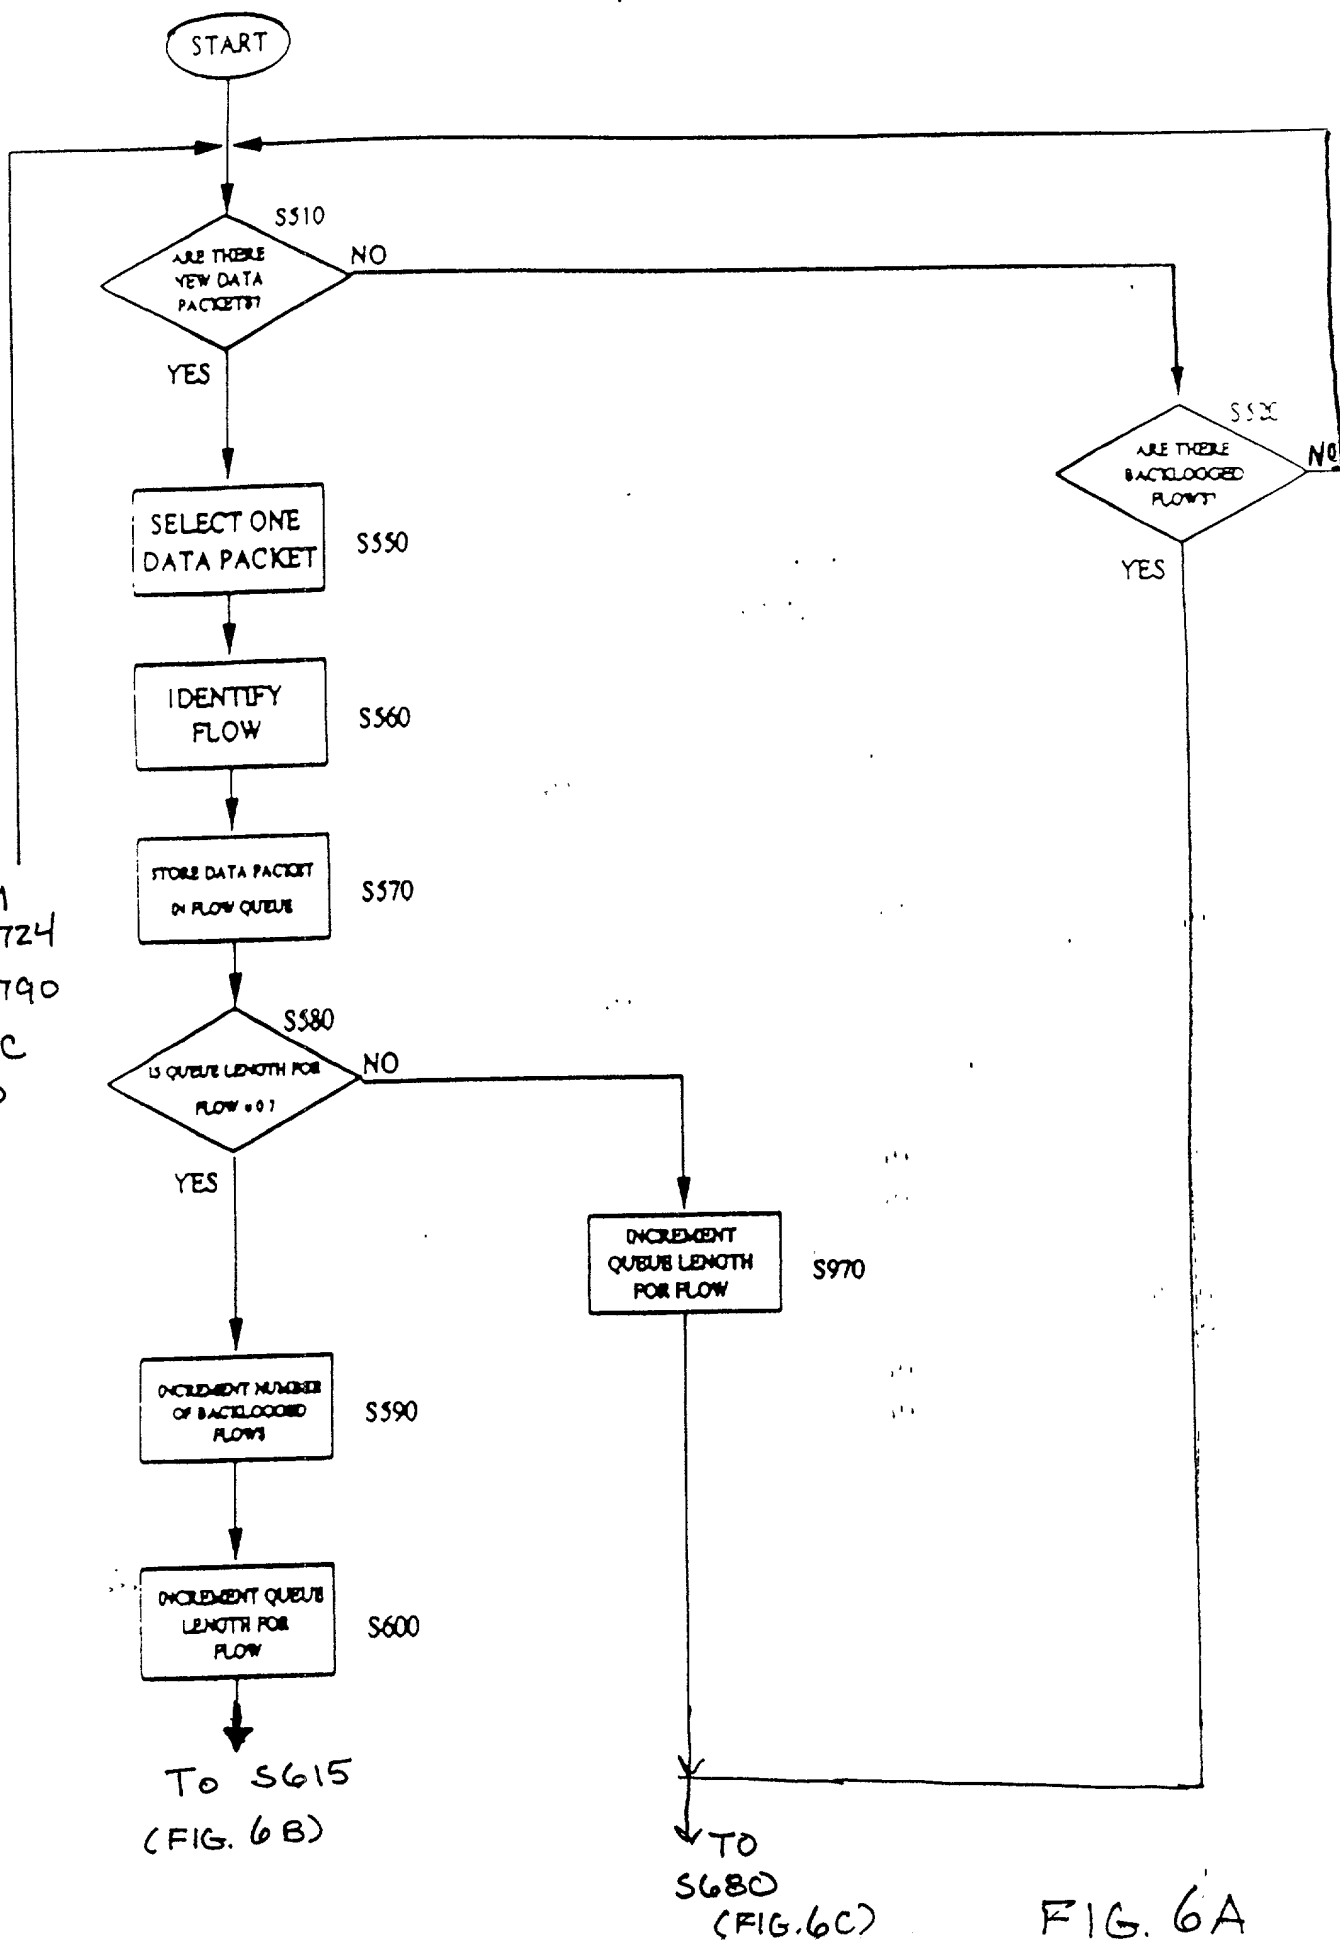 START
S510
ARE THERE
NEW DATA
PACKETS?
NO
YES
S520
ARE THERE
BACKLOGGED
FLOWS?
NO
YES
SELECT ONE
DATA PACKET
S550
IDENTIFY
FLOW
S560
STORE DATA PACKET
IN FLOW QUEUE
S570
724
790
C
S580
IS QUEUE LENGTH FOR
FLOW = 0 ?
NO
YES
INCREMENT
QUEUE LENGTH
FOR FLOW
S970
INCREMENT NUMBER
OF BACKLOGGED
FLOWS
S590
INCREMENT QUEUE
LENGTH FOR
FLOW
S600
TO S615
(FIG. 6B)
TO
S680
(FIG. 6C)
FIG. 6A